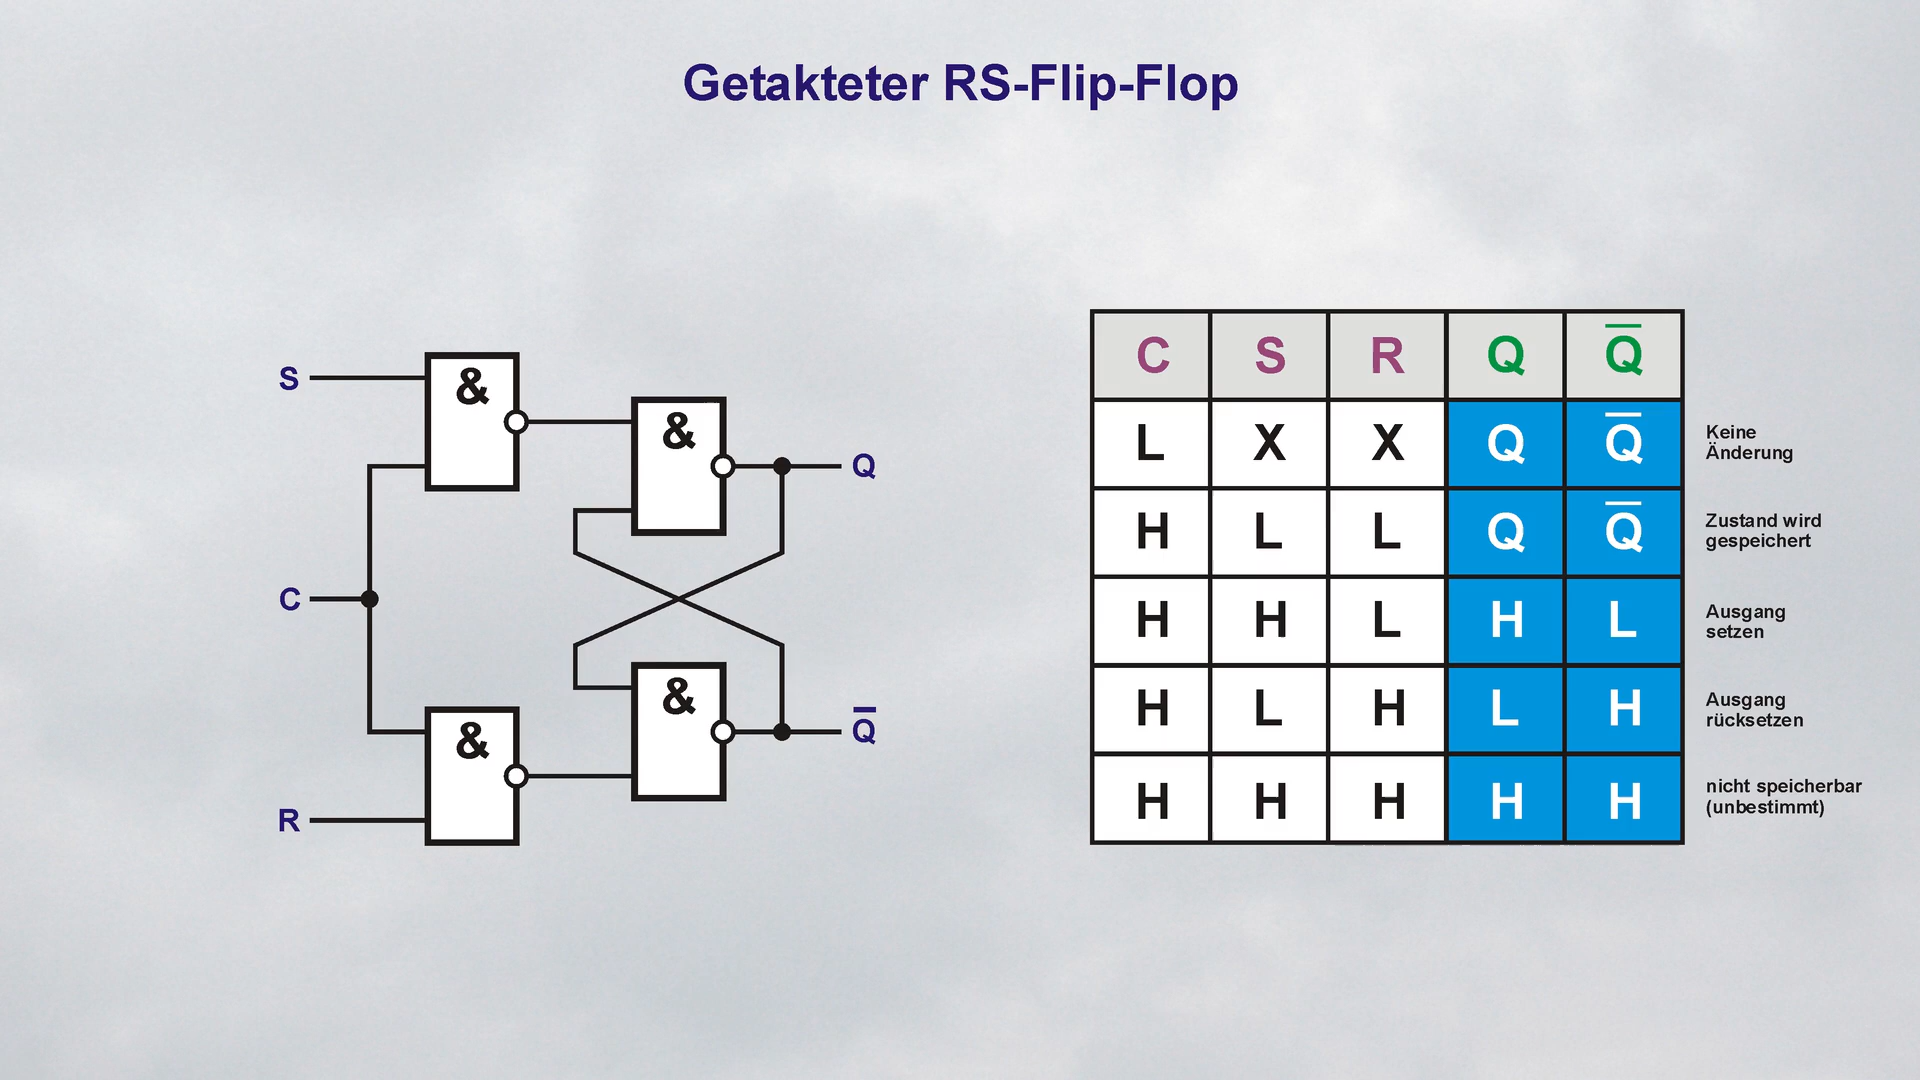 Getakteter RS-Flip-Flop
S
C
R
&
&
&
&
Q
Q̅
C S R Q Q̅
L X X Q Q̅ Keine
Änderung
H L L Q Q̅ Zustand wird
gespeichert
H H L H L Ausgang
setzen
H L H L H Ausgang
rücksetzen
H H H H H nicht speicherbar
(unbestimmt)